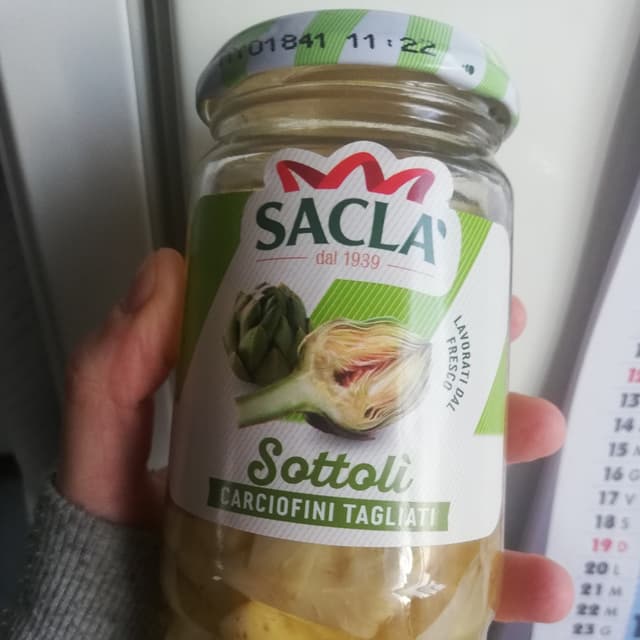 01841 11:22
SACLÀ
dal 1939
LAVORATI DAL
FRESCO
Sottolì
CARCIOFINI TAGLIATI
13
14
15 M
16 G
17 V
18 S
19 D
20 L
21 M
22 M
23 G